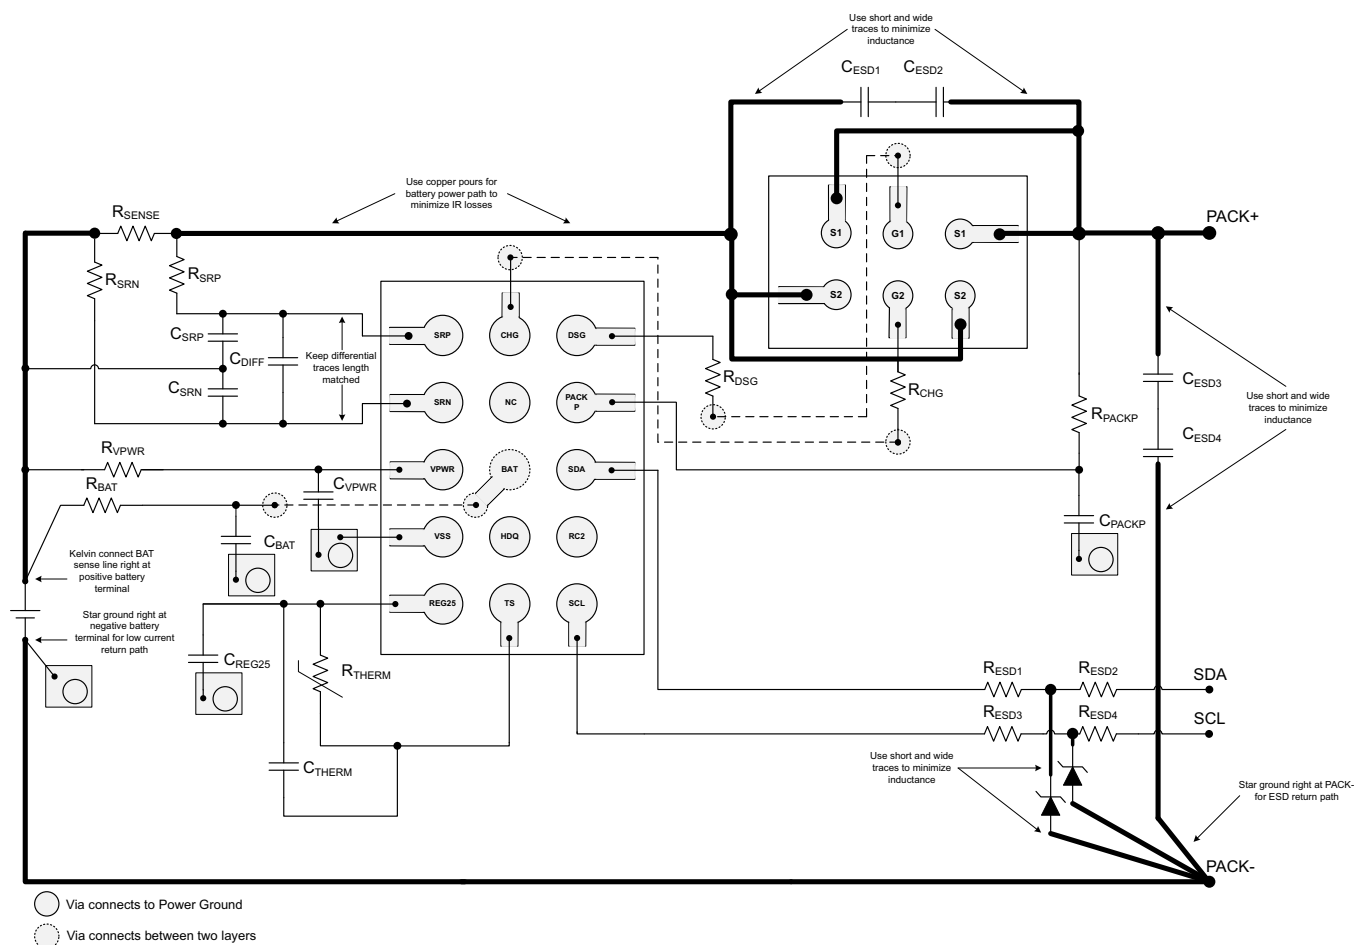 Use short and wide
traces to minimize
inductance
CESD1
CESD2
Use copper pours for
battery power path to
minimize IR losses
RSENSE
PACK+
S1
G1
S1
RSRN
RSRP
S2
G2
S2
CSRP
CDIFF
Keep differential
traces length
matched
SRP
CHG
DSG
RDSG
RCHG
CESD3
CSRN
SRN
NC
PACK
P
RPACKP
Use short and wide
traces to minimize
inductance
CESD4
RVPWR
VPWR
BAT
SDA
RBAT
CVPWR
CPACKP
CBAT
VSS
HDQ
RC2
Kelvin connect BAT
sense line right at
positive battery
terminal
Star ground right at
negative battery
terminal for low current
return path
REG25
TS
SCL
CREG25
RTHERM
RESD1
RESD2
SDA
RESD3
RESD4
SCL
CTHERM
Use short and wide
traces to minimize
inductance
Star ground right at PACK-
for ESD return path
PACK-
Via connects to Power Ground
Via connects between two layers